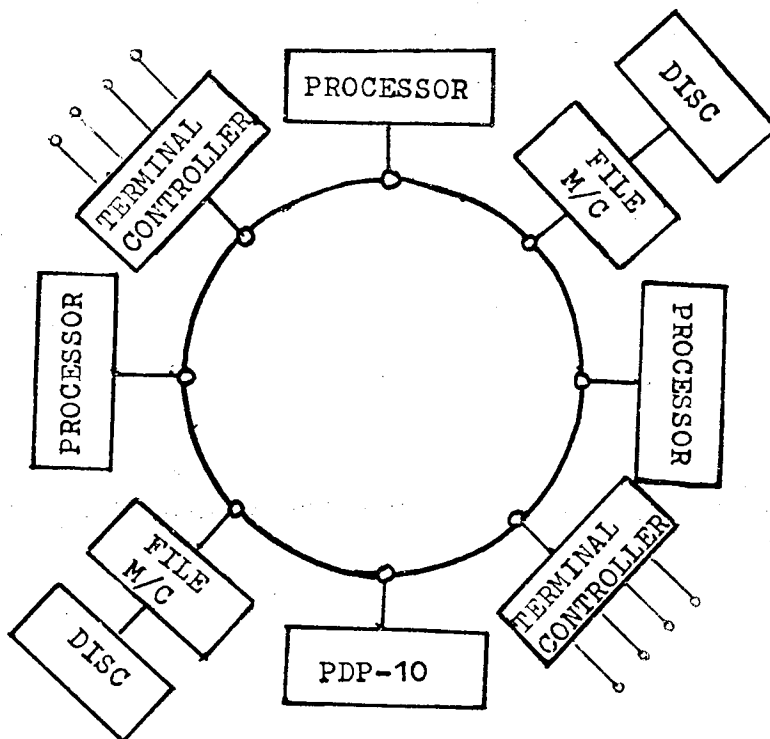 PROCESSOR
DISC
FILE
M/C
TERMINAL
CONTROLLER
PROCESSOR
PROCESSOR
FILE
M/C
DISC
PDP-10
TERMINAL
CONTROLLER